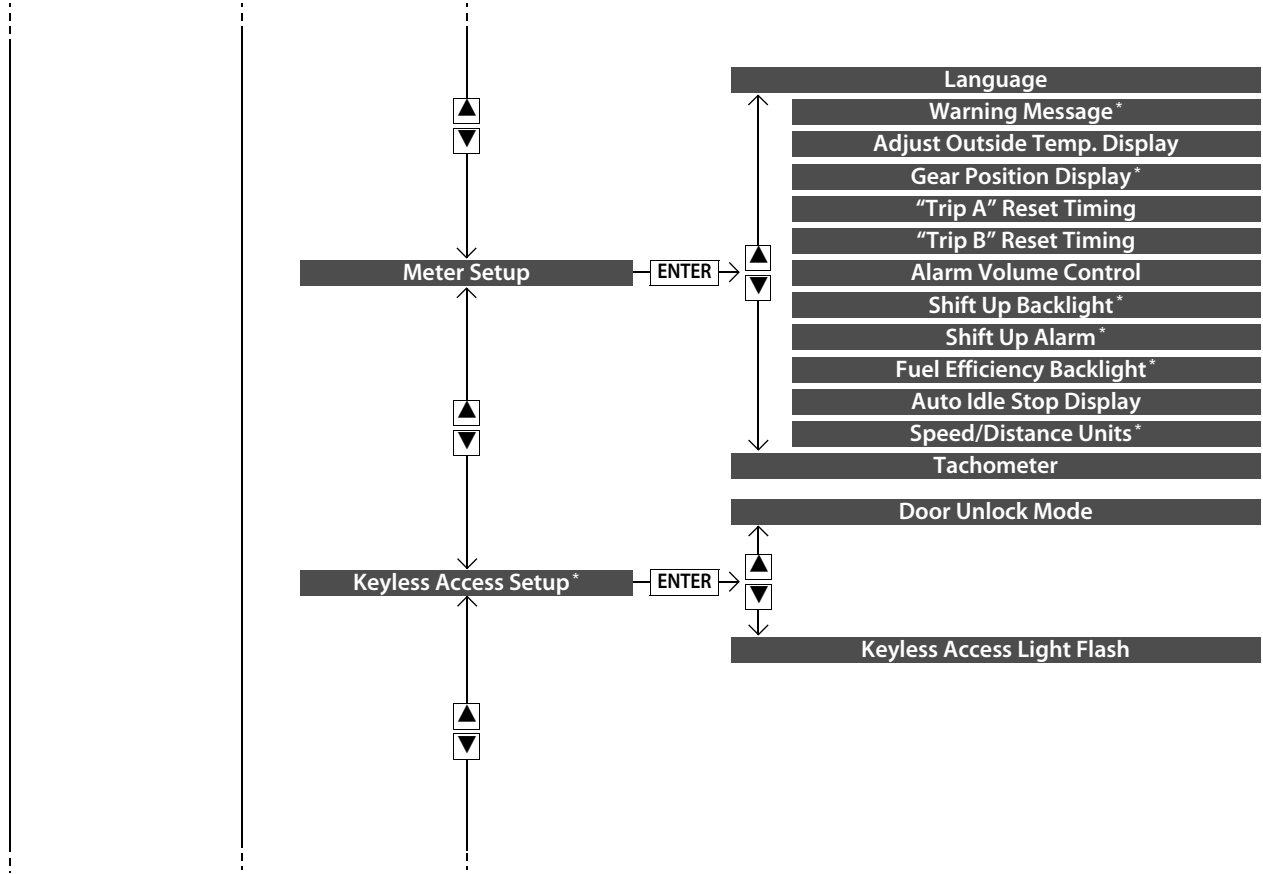 Language
Warning Message*
Adjust Outside Temp. Display
Gear Position Display*
“Trip A” Reset Timing
“Trip B” Reset Timing
Meter Setup
ENTER
Alarm Volume Control
Shift Up Backlight*
Shift Up Alarm*
Fuel Efficiency Backlight*
Auto Idle Stop Display
Speed/Distance Units*
Tachometer
Door Unlock Mode
Keyless Access Setup*
ENTER
Keyless Access Light Flash